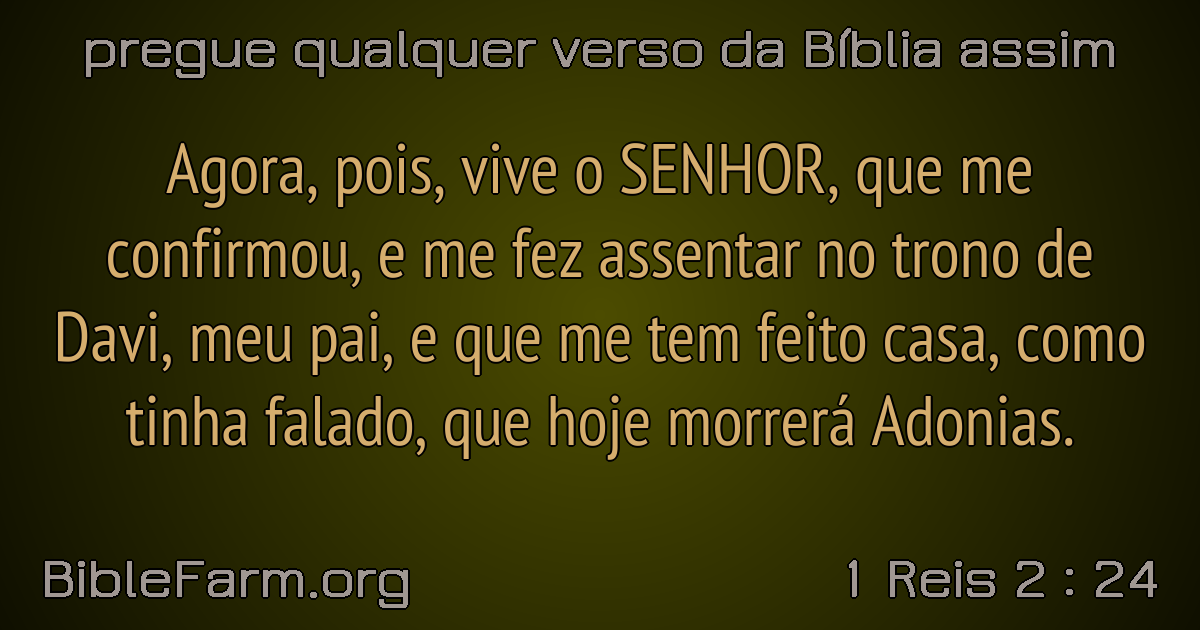 pregue qualquer verso da Bíblia assim
Agora, pois, vive o SENHOR, que me
confirmou, e me fez assentar no trono de
Davi, meu pai, e que me tem feito casa, como
tinha falado, que hoje morrerá Adonias.
BibleFarm.org
1 Reis 2 : 24